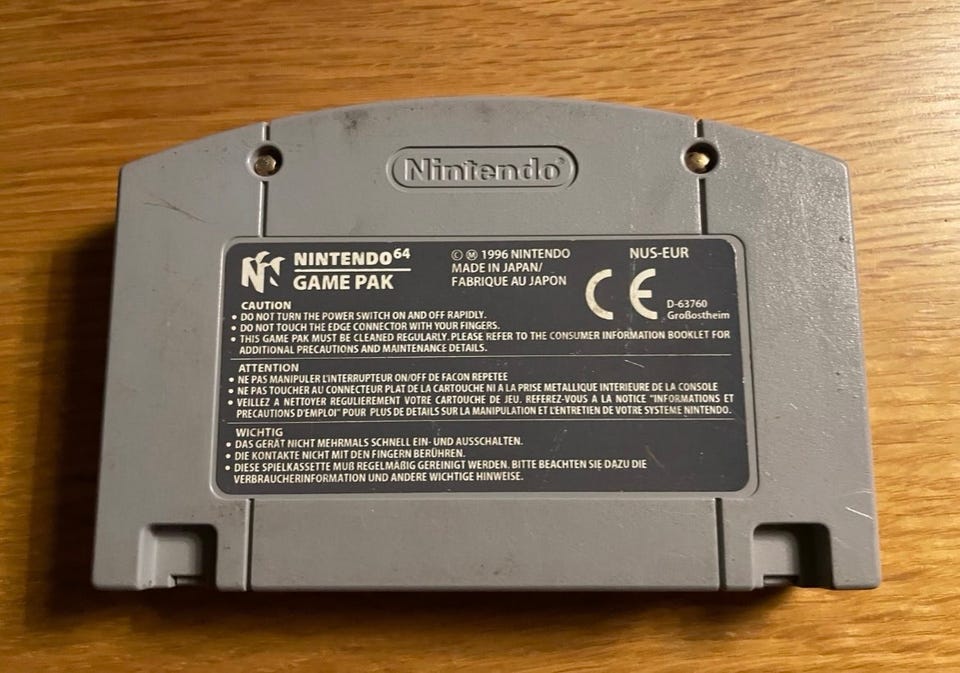 Nintendo®
NINTENDO64
GAME PAK
© Ⓜ 1996 NINTENDO
MADE IN JAPAN/
FABRIQUE AU JAPON
NUS-EUR
CE
D-63760
Großostheim
CAUTION
• DO NOT TURN THE POWER SWITCH ON AND OFF RAPIDLY.
• DO NOT TOUCH THE EDGE CONNECTOR WITH YOUR FINGERS.
• THIS GAME PAK MUST BE CLEANED REGULARLY. PLEASE REFER TO THE CONSUMER INFORMATION BOOKLET FOR
ADDITIONAL PRECAUTIONS AND MAINTENANCE DETAILS.
ATTENTION
• NE PAS MANIPULER L'INTERRUPTEUR ON/OFF DE FACON REPETEE
• NE PAS TOUCHER AU CONNECTEUR PLAT DE LA CARTOUCHE NI A LA PRISE METALLIQUE INTERIEURE DE LA CONSOLE
• VEILLEZ A NETTOYER REGULIEREMENT VOTRE CARTOUCHE DE JEU. REFEREZ-VOUS A LA NOTICE "INFORMATIONS ET
PRECAUTIONS D'EMPLOI" POUR PLUS DE DETAILS SUR LA MANIPULATION ET L'ENTRETIEN DE VOTRE SYSTEME NINTENDO.
WICHTIG
• DAS GERÄT NICHT MEHRMALS SCHNELL EIN- UND AUSSCHALTEN.
• DIE KONTAKTE NICHT MIT DEN FINGERN BERÜHREN.
• DIESE SPIELKASSETTE MUß REGELMÄßIG GEREINIGT WERDEN. BITTE BEACHTEN SIE DAZU DIE
VERBRAUCHERINFORMATION UND ANDERE WICHTIGE HINWEISE.